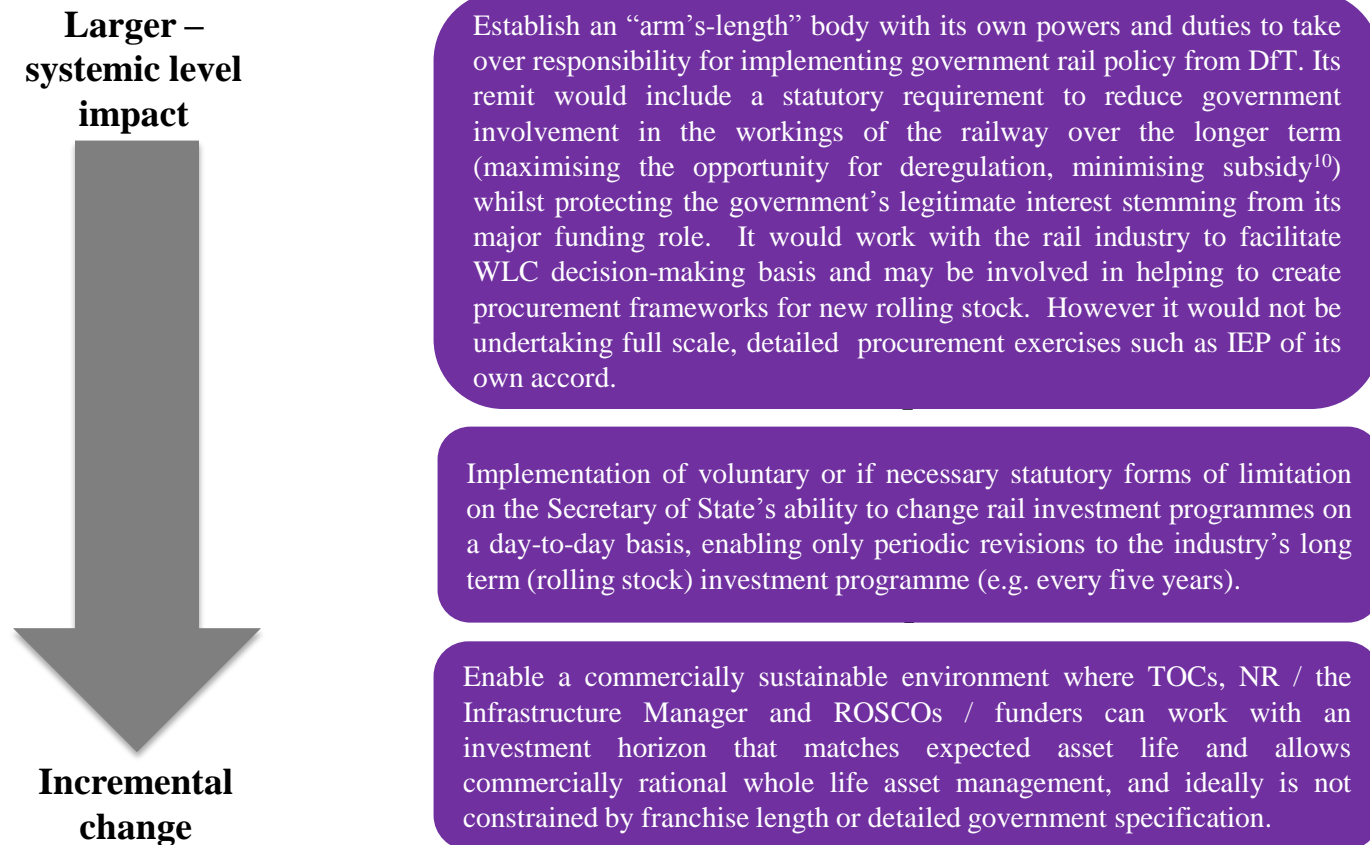 Larger –
systemic level
impact
Establish an “arm’s-length” body with its own powers and duties to take
over responsibility for implementing government rail policy from DfT. Its
remit would include a statutory requirement to reduce government
involvement in the workings of the railway over the longer term
(maximising the opportunity for deregulation, minimising subsidy¹⁰)
whilst protecting the government’s legitimate interest stemming from its
major funding role. It would work with the rail industry to facilitate
WLC decision-making basis and may be involved in helping to create
procurement frameworks for new rolling stock. However it would not be
undertaking full scale, detailed procurement exercises such as IEP of its
own accord.
Implementation of voluntary or if necessary statutory forms of limitation
on the Secretary of State’s ability to change rail investment programmes on
a day-to-day basis, enabling only periodic revisions to the industry’s long
term (rolling stock) investment programme (e.g. every five years).
Enable a commercially sustainable environment where TOCs, NR / the
Infrastructure Manager and ROSCOs / funders can work with an
investment horizon that matches expected asset life and allows
commercially rational whole life asset management, and ideally is not
constrained by franchise length or detailed government specification.
Incremental
change